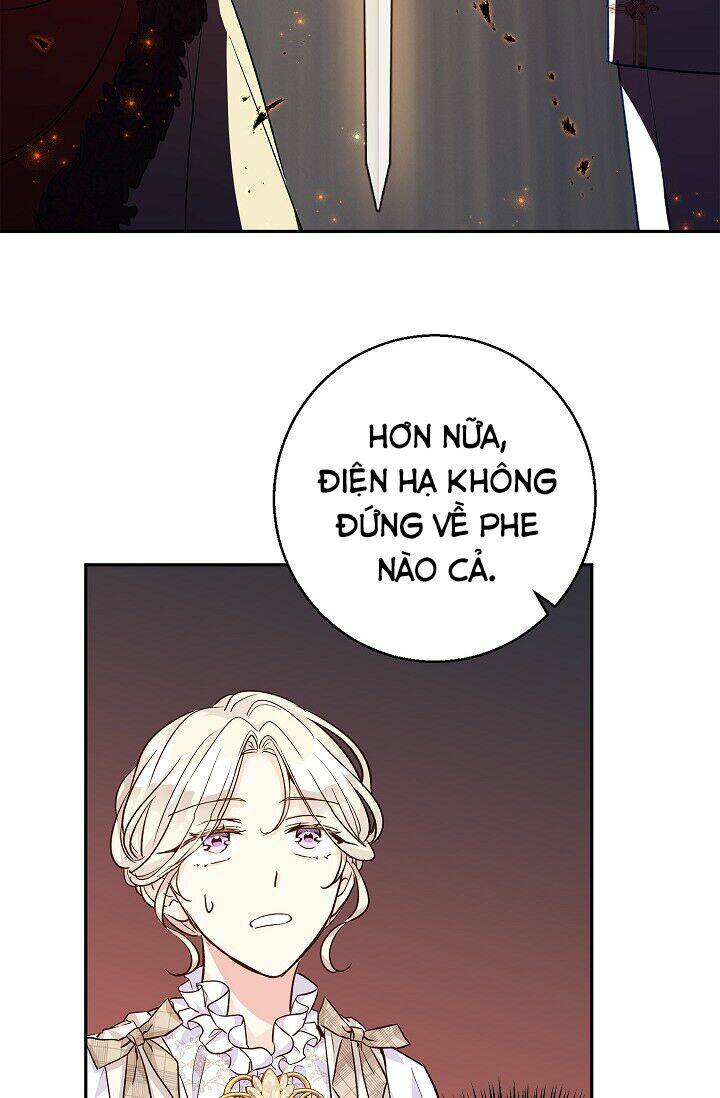 HƠN NỮA,
ĐIỆN HẠ KHÔNG
ĐỨNG VỀ PHE
NÀO CẢ.